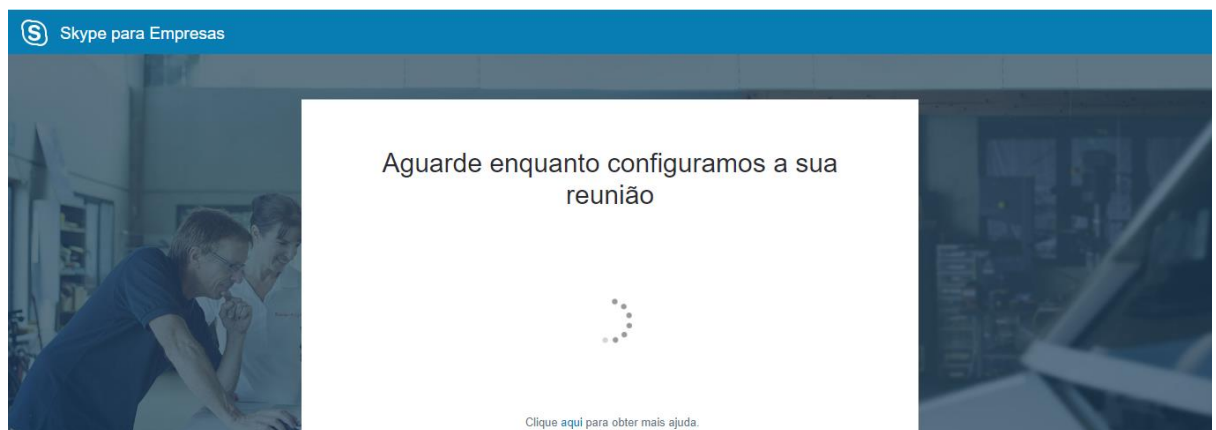 Skype para Empresas
Aguarde enquanto configuramos a sua
reunião
Clique aqui para obter mais ajuda.